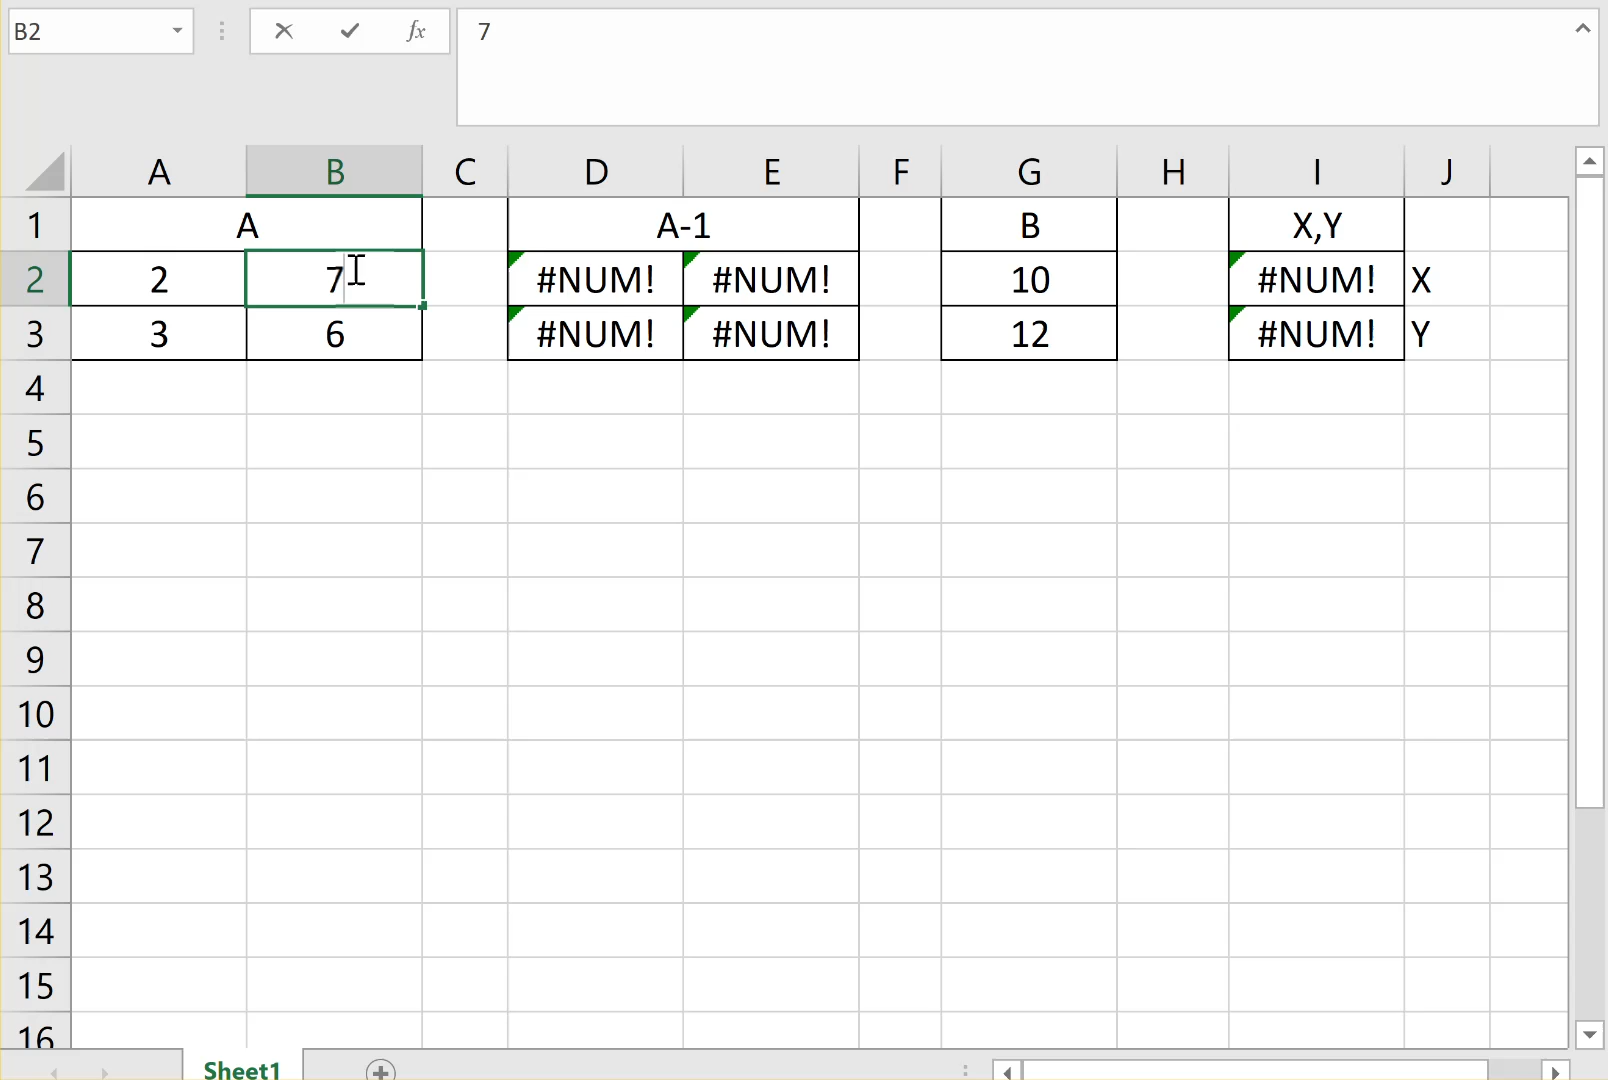 B2 fx 7
A B C D E F G H I J
1 A A-1 B X,Y
2 2 7 #NUM! #NUM! 10 #NUM! X
3 3 6 #NUM! #NUM! 12 #NUM! Y
4
5
6
7
8
9
10
11
12
13
14
15
16
Sheet1